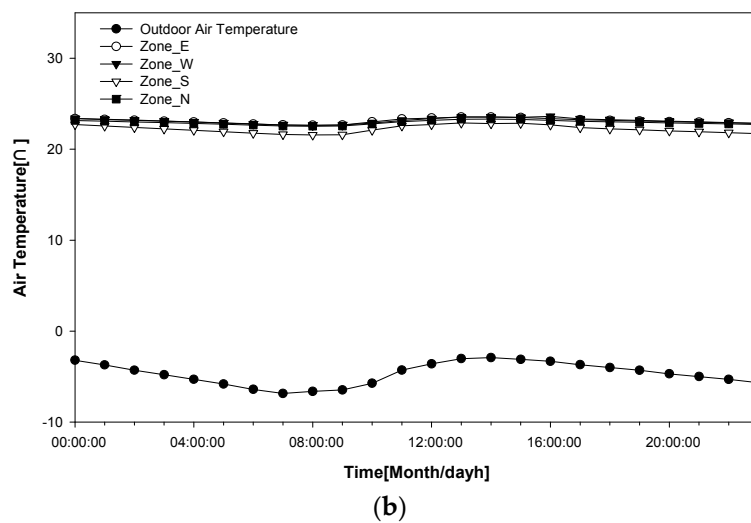 Outdoor Air Temperature
Zone_E
Zone_W
Zone_S
Zone_N
30
20
10
0
-10
Air Temperature[∩ ]
00:00:00 04:00:00 08:00:00 12:00:00 16:00:00 20:00:00
Time[Month/dayh]
(b)